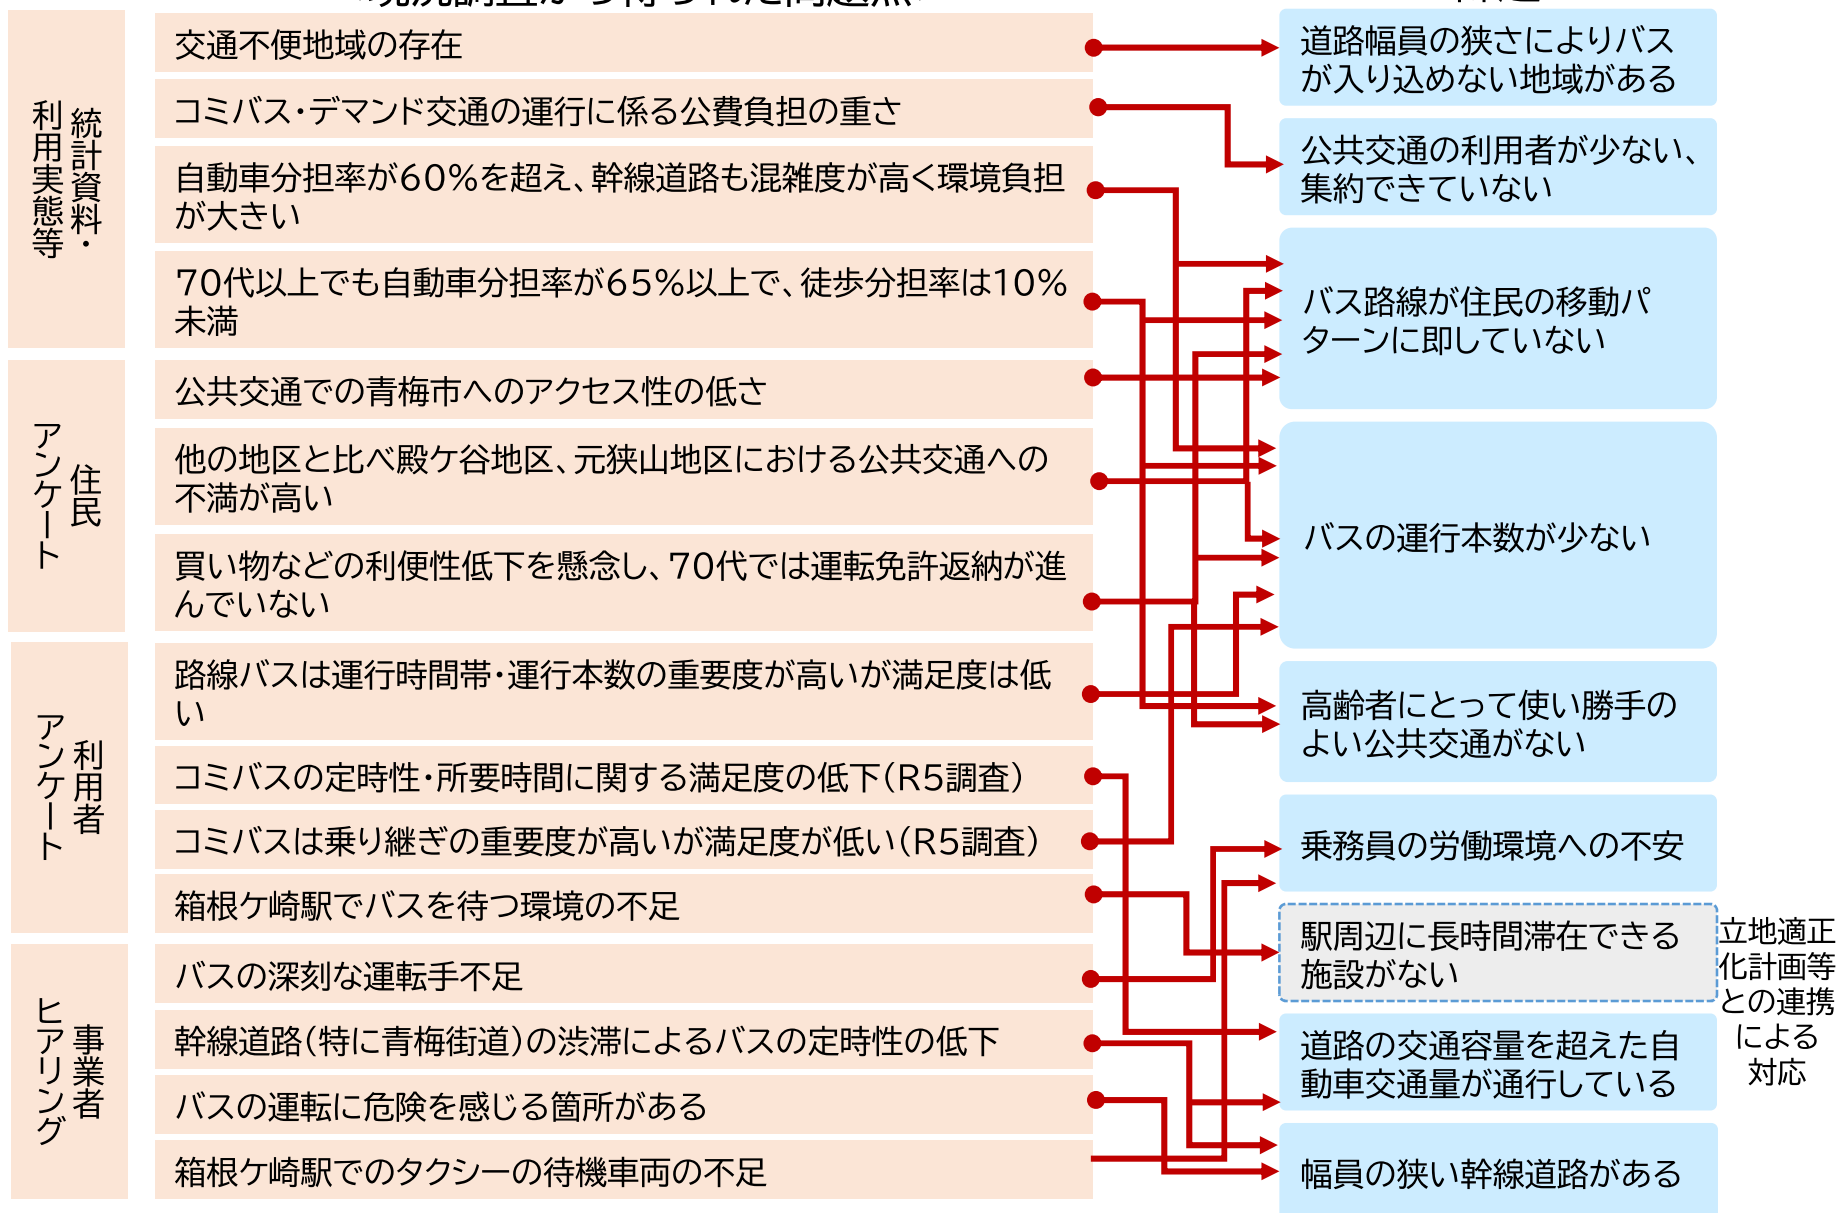 統計資料・
利用実態等
交通不便地域の存在
コミバス・デマンド交通の運行に係る公費負担の重さ
自動車分担率が60%を超え、幹線道路も混雑度が高く環境負担
が大きい
70代以上でも自動車分担率が65%以上で、徒歩分担率は10%
未満
住民
アンケート
公共交通での青梅市へのアクセス性の低さ
他の地区と比べ殿ケ谷地区、元狭山地区における公共交通への
不満が高い
買い物などの利便性低下を懸念し、70代では運転免許返納が進
んでいない
利用者
アンケート
路線バスは運行時間帯・運行本数の重要度が高いが満足度は低
い
コミバスの定時性・所要時間に関する満足度の低下（R5調査）
コミバスは乗り継ぎの重要度が高いが満足度が低い（R5調査）
箱根ケ崎駅でバスを待つ環境の不足
事業者
ヒアリング
バスの深刻な運転手不足
幹線道路（特に青梅街道）の渋滞によるバスの定時性の低下
バスの運転に危険を感じる箇所がある
箱根ケ崎駅でのタクシーの待機車両の不足
道路幅員の狭さによりバス
が入り込めない地域がある
公共交通の利用者が少ない、
集約できていない
バス路線が住民の移動パ
ターンに即していない
バスの運行本数が少ない
高齢者にとって使い勝手の
よい公共交通がない
乗務員の労働環境への不安
駅周辺に長時間滞在できる
施設がない
立地適正
化計画等
との連携
による
対応
道路の交通容量を超えた自
動車交通量が通行している
幅員の狭い幹線道路がある